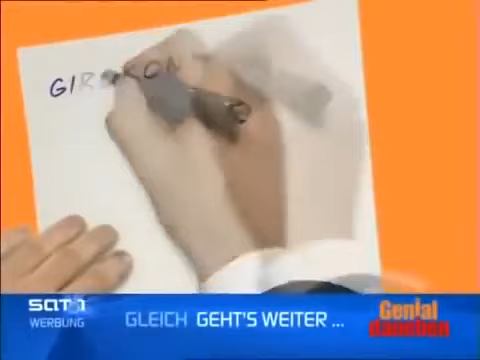 SAT.1
WERBUNG
GLEICH GEHT'S WEITER ...
Genial
daneben